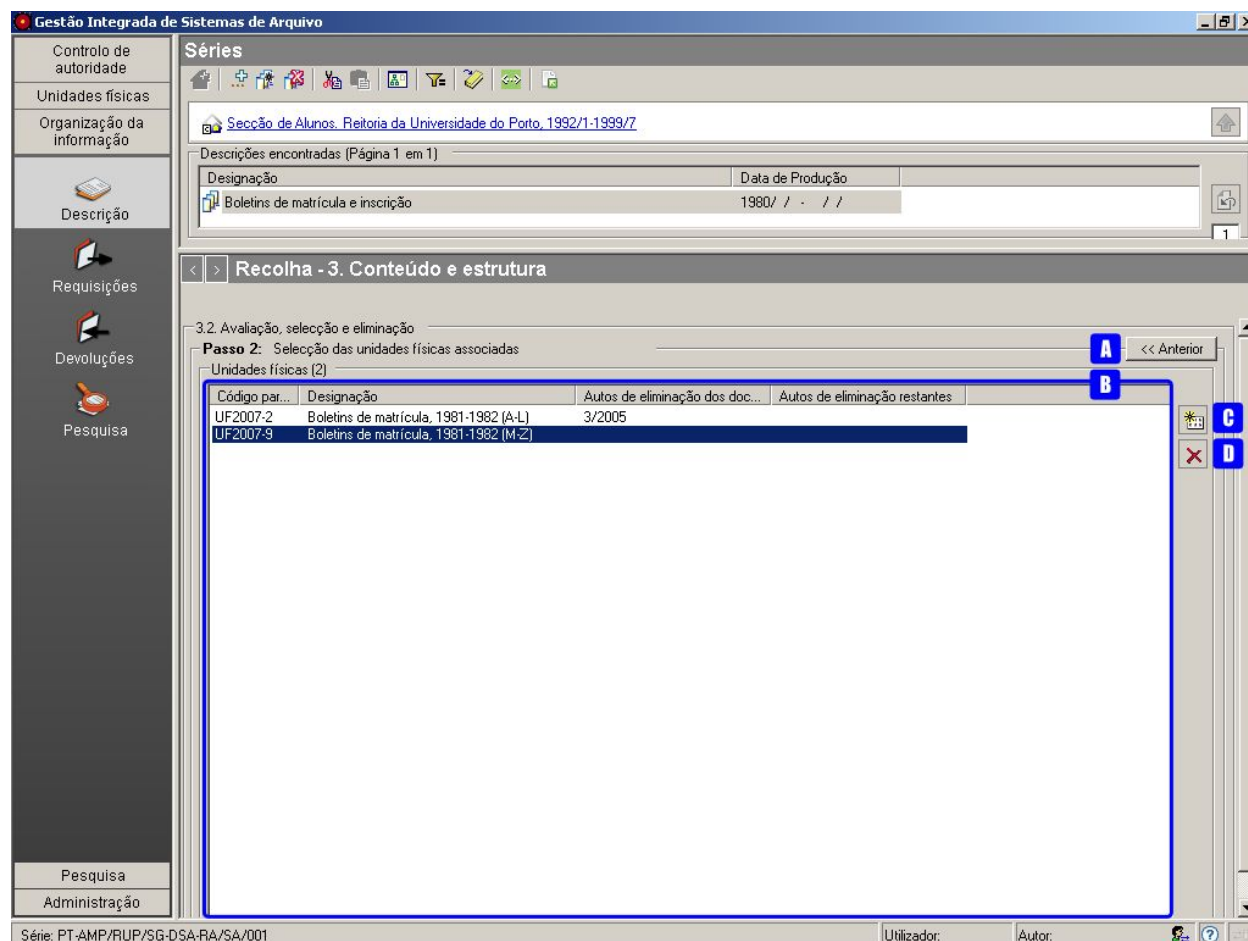 Gestão Integrada de Sistemas de Arquivo
Controlo de autoridade
Unidades físicas
Organização da informação
Descrição
Requisições
Devoluções
Pesquisa
Pesquisa
Administração
Séries
Secção de Alunos. Reitoria da Universidade do Porto, 1992/1-1999/7
Descrições encontradas (Página 1 em 1)
Designação Data de Produção
Boletins de matrícula e inscrição 1980/ / - / /
1
< > Recolha - 3. Conteúdo e estrutura
3.2. Avaliação, selecção e eliminação
Passo 2: Selecção das unidades físicas associadas A << Anterior
Unidades físicas (2)
B
Código par... Designação Autos de eliminação dos doc... Autos de eliminação restantes
UF2007-2 Boletins de matrícula, 1981-1982 (A-L) 3/2005
UF2007-9 Boletins de matrícula, 1981-1982 (M-Z)
C
D
Série: PT-AMP/RUP/SG-DSA-RA/SA/001 Utilizador: Autor: